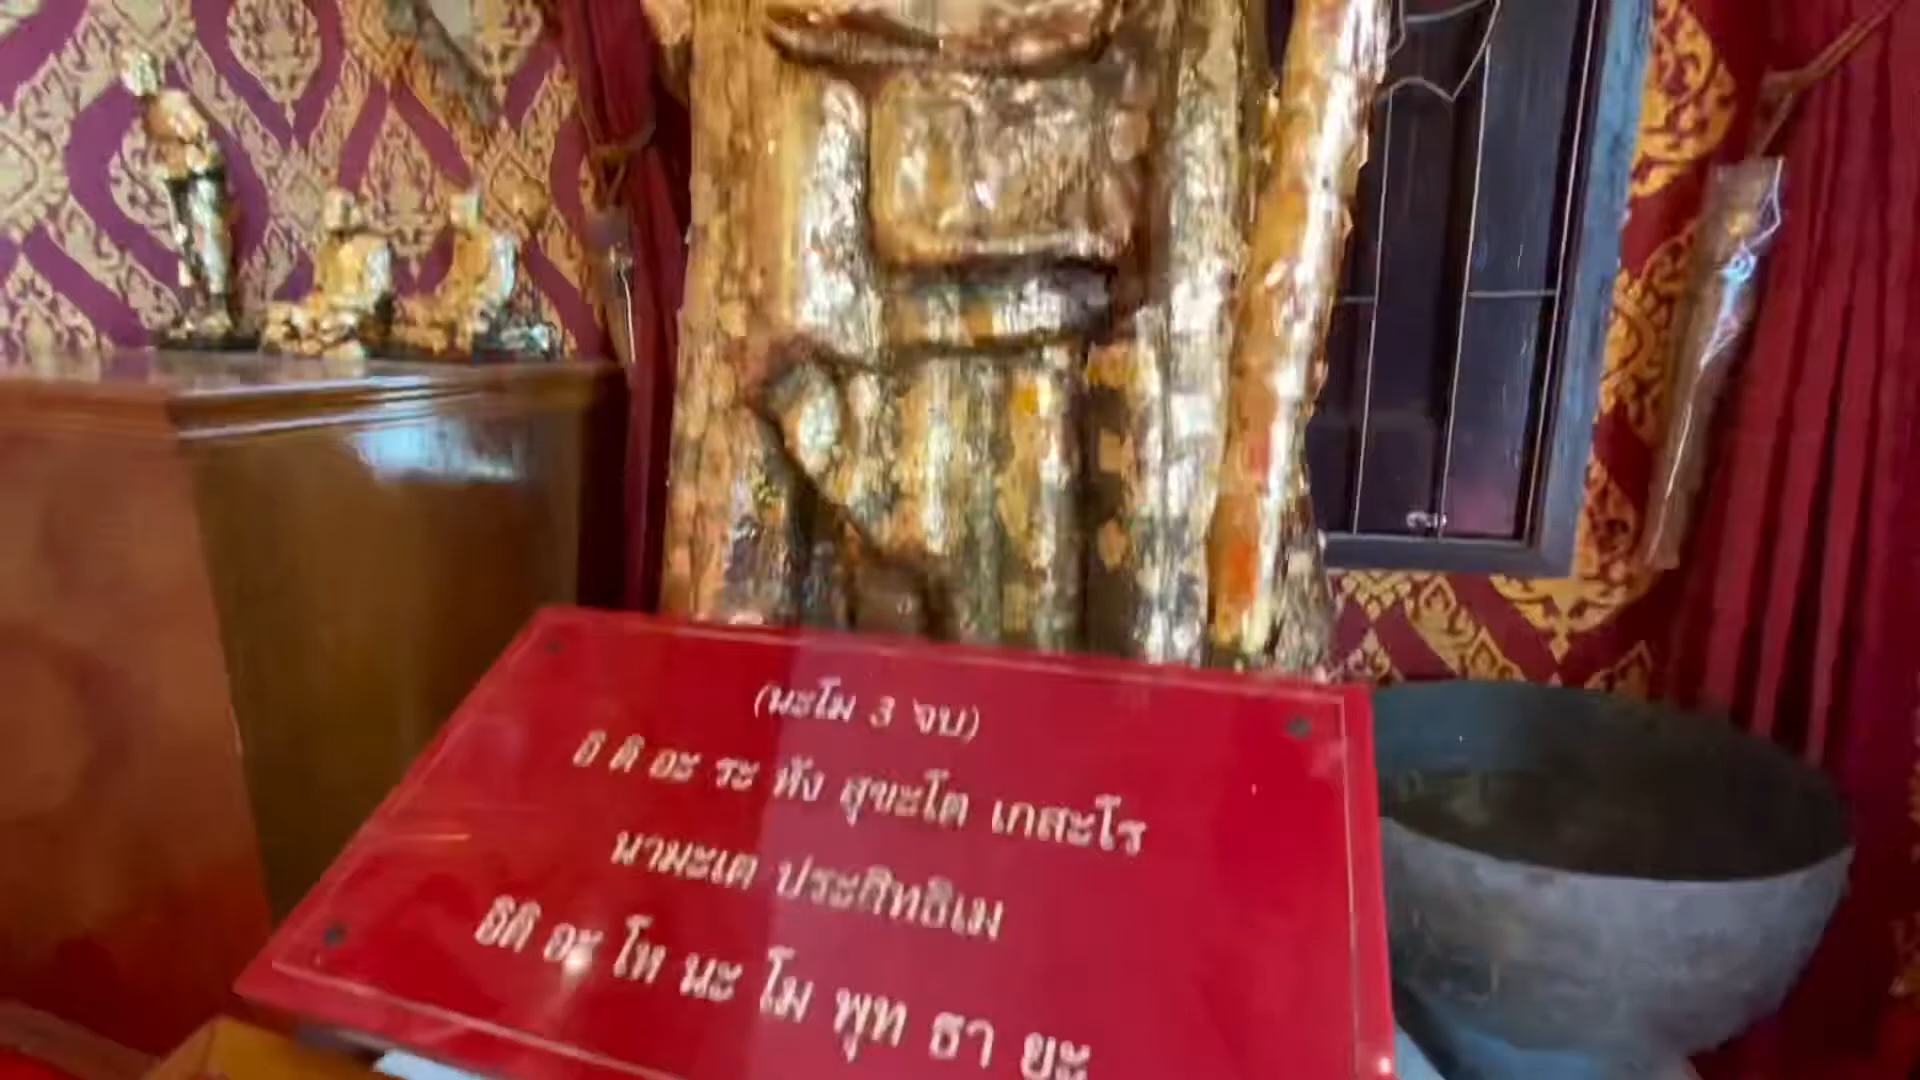 (นะโม 3 จบ)
อิ ติ อะ ระ หัง สุขะโต เกสะโร
นามะเต ประสิทธิเม
อิติ อะ โห นะ โม พุท ธา ยะ